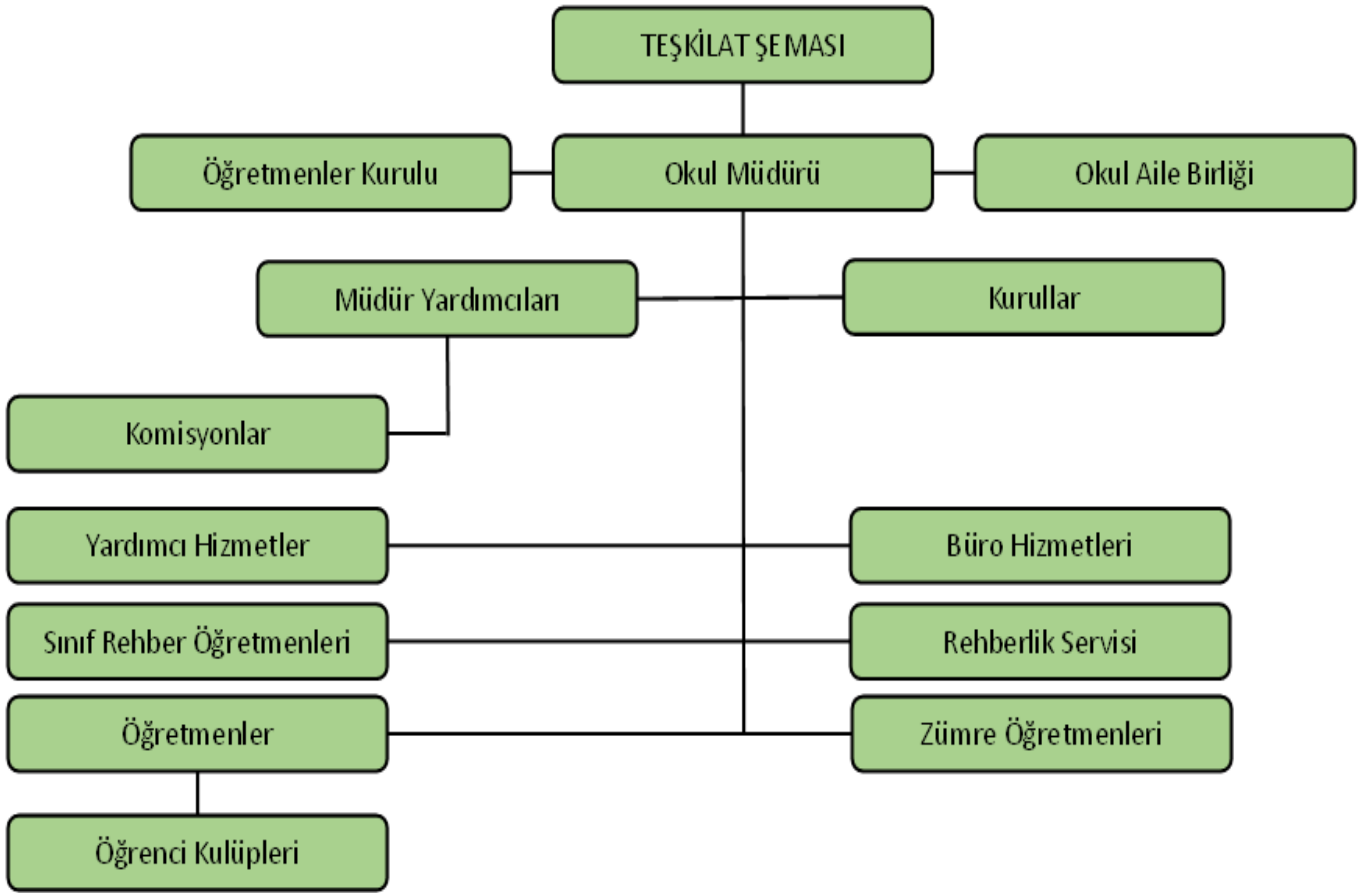 TEŞKİLAT ŞEMASI
Öğretmenler Kurulu
Okul Müdürü
Okul Aile Birliği
Müdür Yardımcıları
Kurullar
Komisyonlar
Yardımcı Hizmetler
Büro Hizmetleri
Sınıf Rehber Öğretmenleri
Rehberlik Servisi
Öğretmenler
Zümre Öğretmenleri
Öğrenci Kulüpleri